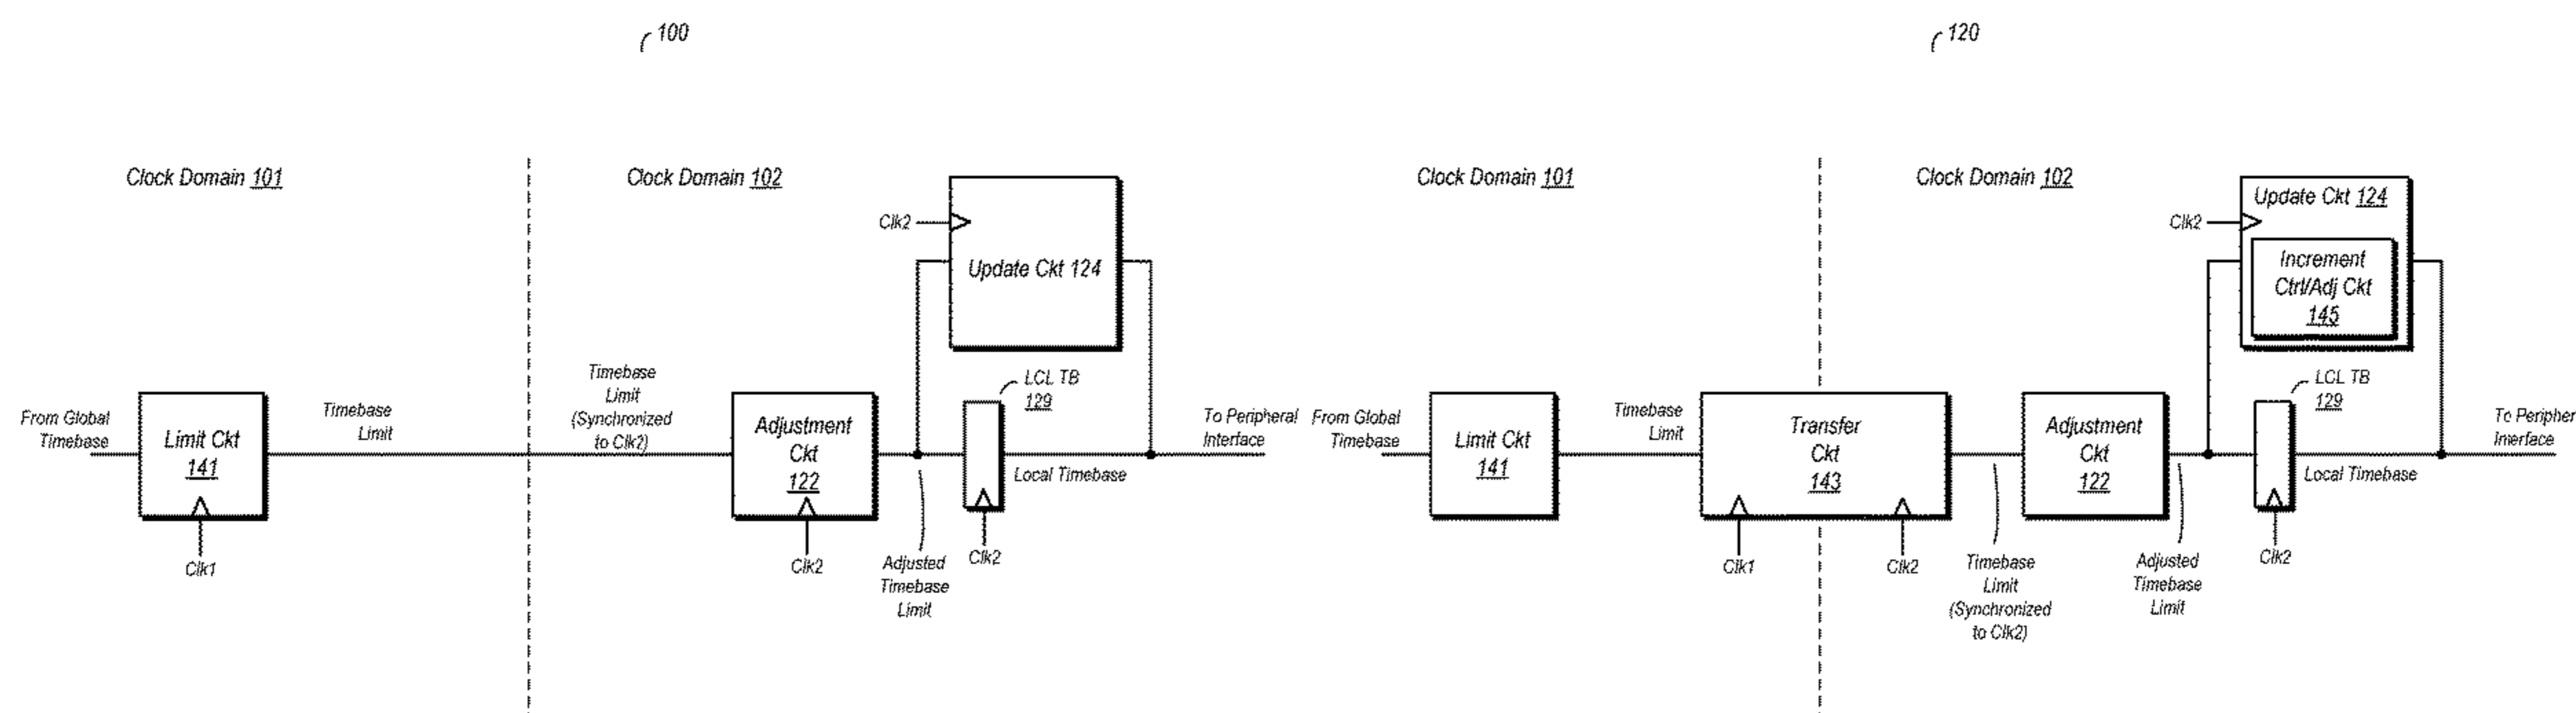 100
Clock Domain 101
Clock Domain 102
Clk2
Update Ckt 124
LCL TB
129
From Global
Timebase
Limit Ckt
141
Clk1
Timebase
Limit
Timebase
Limit
(Synchronized
to Clk2)
Adjustment
Ckt
122
Clk2
Adjusted
Timebase
Limit
Clk2
Local Timebase
To Peripheral
Interface
120
Clock Domain 101
Clock Domain 102
Clk2
Update Ckt 124
Increment
Ctrl/Adj Ckt
145
LCL TB
129
From Global
Timebase
Limit Ckt
141
Timebase
Limit
Transfer
Ckt
143
Clk1
Clk2
Timebase
Limit
(Synchronized
to Clk2)
Adjustment
Ckt
122
Adjusted
Timebase
Limit
Clk2
Local Timebase
To Peripher
Interface